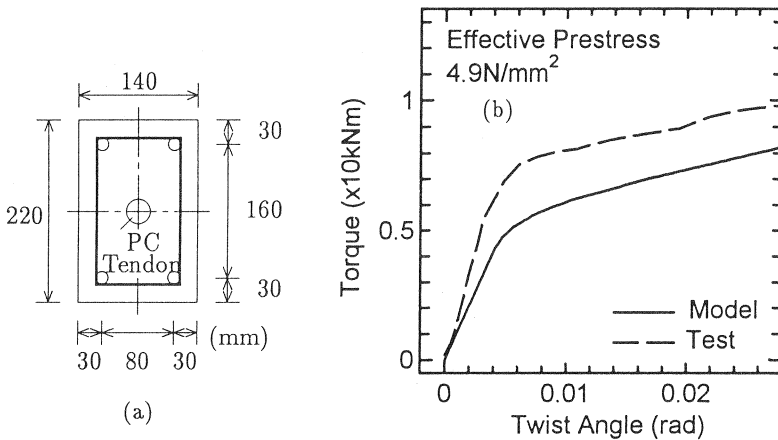 140
30
220
160
PC
Tendon
30
30 80 30 (mm)
(a)
Effective Prestress
4.9N/mm²
(b)
Torque (x10kNm)
1
0.5
0
Model
Test
0 0.01 0.02
Twist Angle (rad)